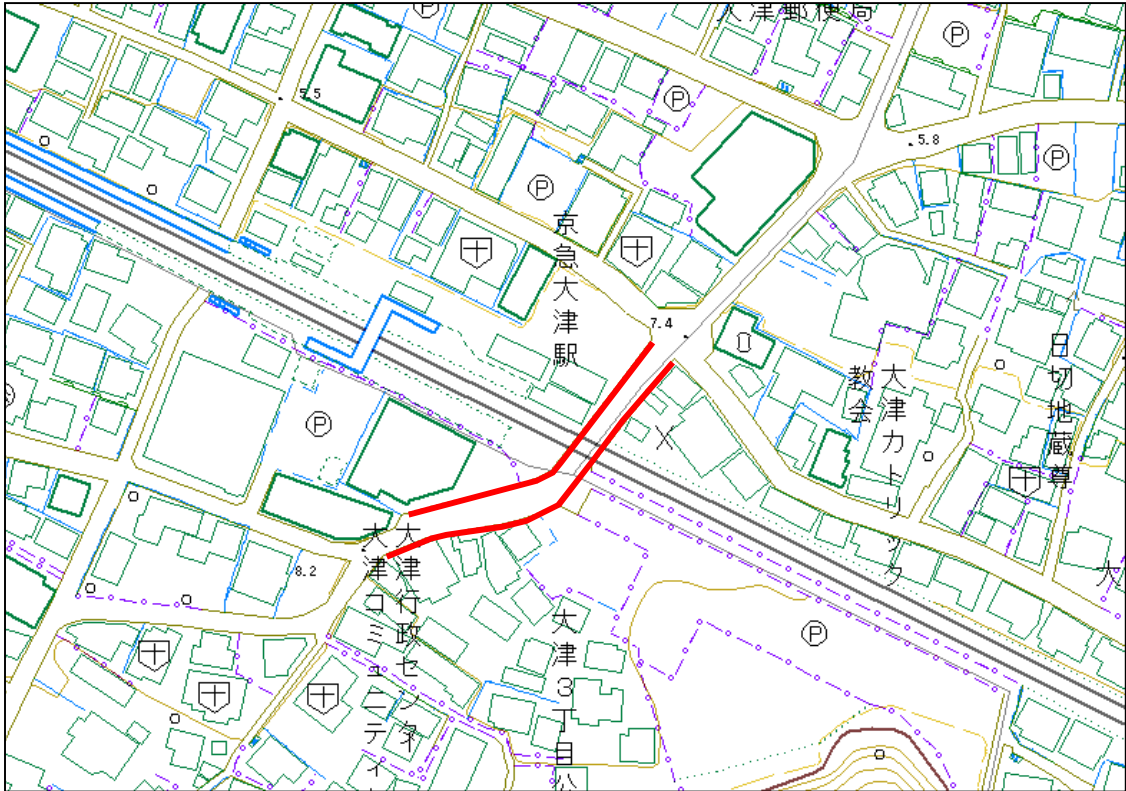 大津郵便局
Ⓟ
Ⓟ
Ⓟ
5.5
5.8
Ⓟ
Ⓟ
京急大津駅
7.4
大津カトリック
教会
日切地蔵尊
Ⓟ
8.2
大津行政センター
大津コミュニティ
大津3丁目公
Ⓟ
大